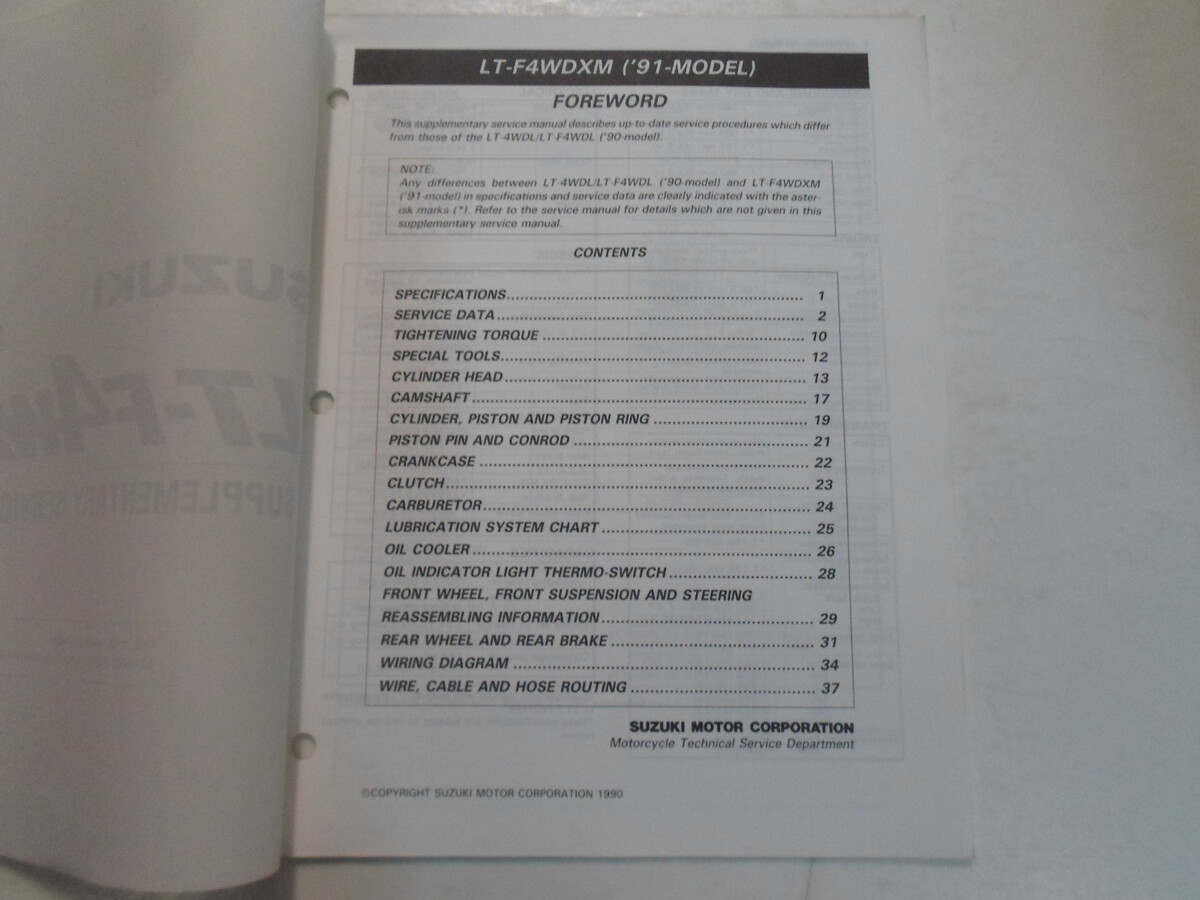 LT-F4WDXM ('91-MODEL)
FOREWORD
This supplementary service manual describes up-to-date service procedures which differ
from those of the LT-4WDL/LT-F4WDL ('90-model).
NOTE:
Any differences between LT-4WDL/LT-F4WDL ('90-model) and LT-F4WDXM
('91-model) in specifications and service data are clearly indicated with the aster-
isk marks (*). Refer to the service manual for details which are not given in this
supplementary service manual.
CONTENTS
SPECIFICATIONS.......... 1
SERVICE DATA.......... 2
TIGHTENING TORQUE.......... 10
SPECIAL TOOLS.......... 12
CYLINDER HEAD.......... 13
CAMSHAFT.......... 17
CYLINDER, PISTON AND PISTON RING.......... 19
PISTON PIN AND CONROD.......... 21
CRANKCASE.......... 22
CLUTCH.......... 23
CARBURETOR.......... 24
LUBRICATION SYSTEM CHART.......... 25
OIL COOLER.......... 26
OIL INDICATOR LIGHT THERMO-SWITCH.......... 28
FRONT WHEEL, FRONT SUSPENSION AND STEERING
REASSEMBLING INFORMATION.......... 29
REAR WHEEL AND REAR BRAKE.......... 31
WIRING DIAGRAM.......... 34
WIRE, CABLE AND HOSE ROUTING.......... 37
SUZUKI MOTOR CORPORATION
Motorcycle Technical Service Department
©COPYRIGHT SUZUKI MOTOR CORPORATION 1990
SUZUKI
LT-F4W
SUPPLEMENTARY